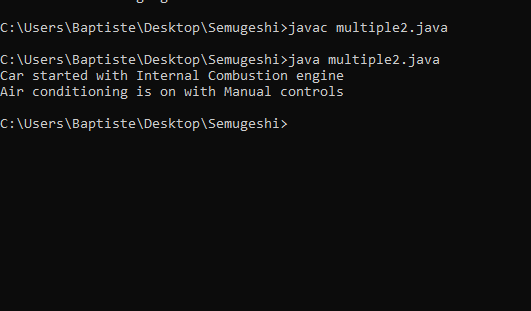 C:\Users\Baptiste\Desktop\Semugeshi>javac multiple2.java
C:\Users\Baptiste\Desktop\Semugeshi>java multiple2.java
Car started with Internal Combustion engine
Air conditioning is on with Manual controls
C:\Users\Baptiste\Desktop\Semugeshi>